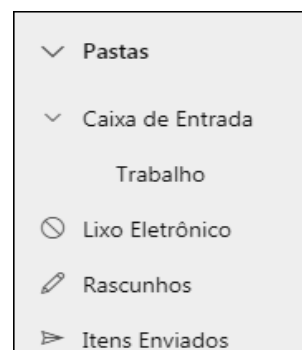 Pastas
Caixa de Entrada
Trabalho
Lixo Eletrônico
Rascunhos
Itens Enviados